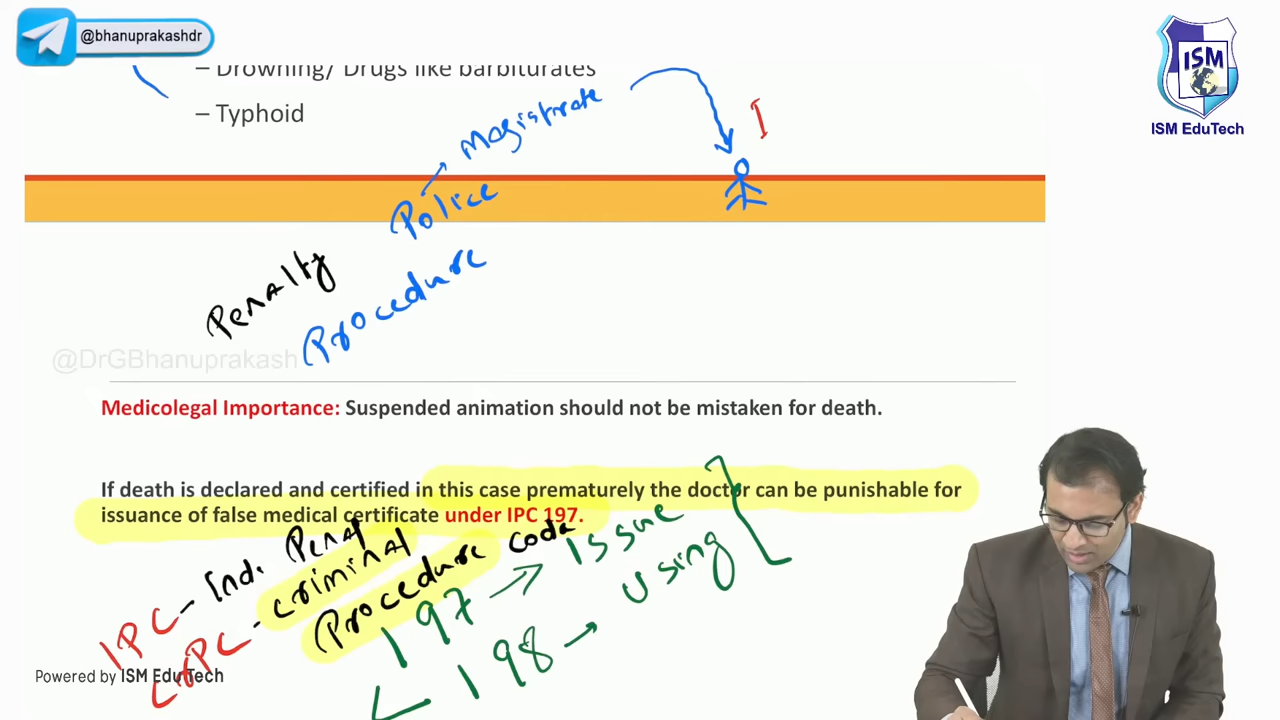 @bhanuprakashdr
ISM
ISM EduTech
– Drowning/ Drugs like barbiturates
– Typhoid
Magistrate
I
Police
Penalty
Procedure
@DrGBhanuprakash
Medicolegal Importance: Suspended animation should not be mistaken for death.
If death is declared and certified in this case prematurely the doctor can be punishable for
issuance of false medical certificate under IPC 197.
IPC - Ind. Penal code
CrPC - criminal
Procedure
197 → Issue
198 → Using
Powered by ISM EduTech